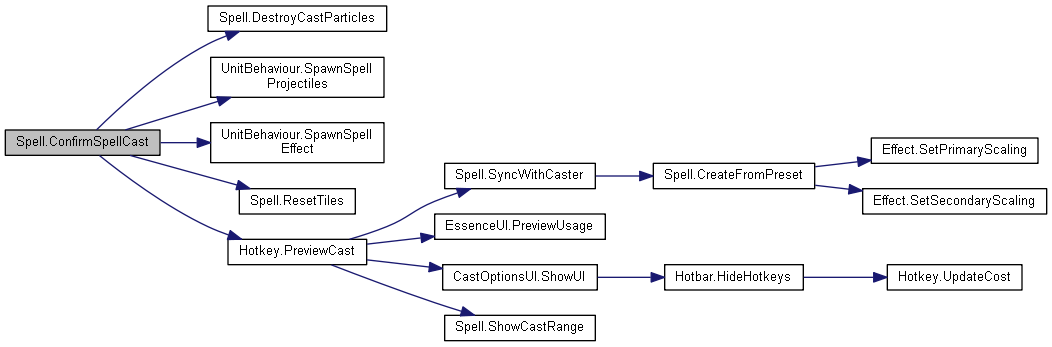 Spell.DestroyCastParticles
UnitBehaviour.SpawnSpell
Projectiles
UnitBehaviour.SpawnSpell
Effect
Spell.ConfirmSpellCast
Spell.ResetTiles
Hotkey.PreviewCast
Spell.SyncWithCaster
EssenceUI.PreviewUsage
CastOptionsUI.ShowUI
Spell.ShowCastRange
Spell.CreateFromPreset
Hotbar.HideHotkeys
Effect.SetPrimaryScaling
Effect.SetSecondaryScaling
Hotkey.UpdateCost